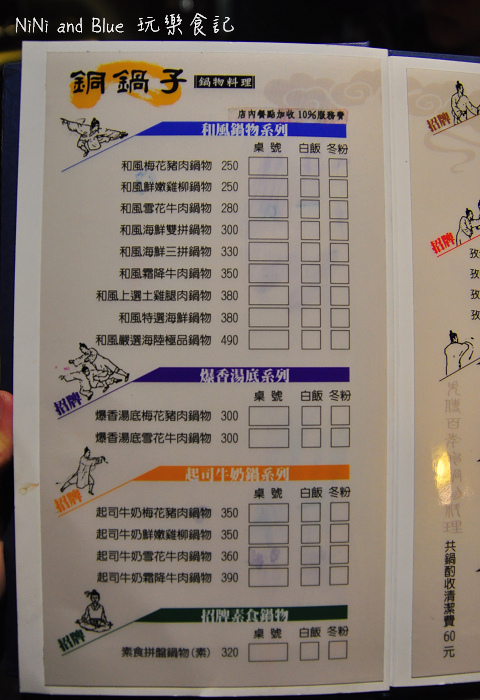 NiNi and Blue 玩樂食記
銅鍋子 鍋物料理
店內餐點加收10%服務費
和風鍋物系列
桌號 白飯 冬粉
和風梅花豬肉鍋物 250
和風鮮嫩雞柳鍋物 250
和風雪花牛肉鍋物 280
和風海鮮雙拼鍋物 300
和風海鮮三拼鍋物 330
和風霜降牛肉鍋物 350
和風上選土雞腿肉鍋物 380
和風特選海鮮鍋物 380
和風嚴選海陸極品鍋物 490
招牌 爆香湯底系列
桌號 白飯 冬粉
爆香湯底梅花豬肉鍋物 300
爆香湯底雪花牛肉鍋物 300
招牌 起司牛奶鍋系列
桌號 白飯 冬粉
起司牛奶梅花豬肉鍋物 350
起司牛奶鮮嫩雞柳鍋物 350
起司牛奶雪花牛肉鍋物 360
起司牛奶霜降牛肉鍋物 390
招牌 招牌素食鍋物
桌號 白飯 冬粉
素食拼盤鍋物(素) 320
招牌
招牌
玫
玫
玫
玫
共鍋酌收清潔費60元